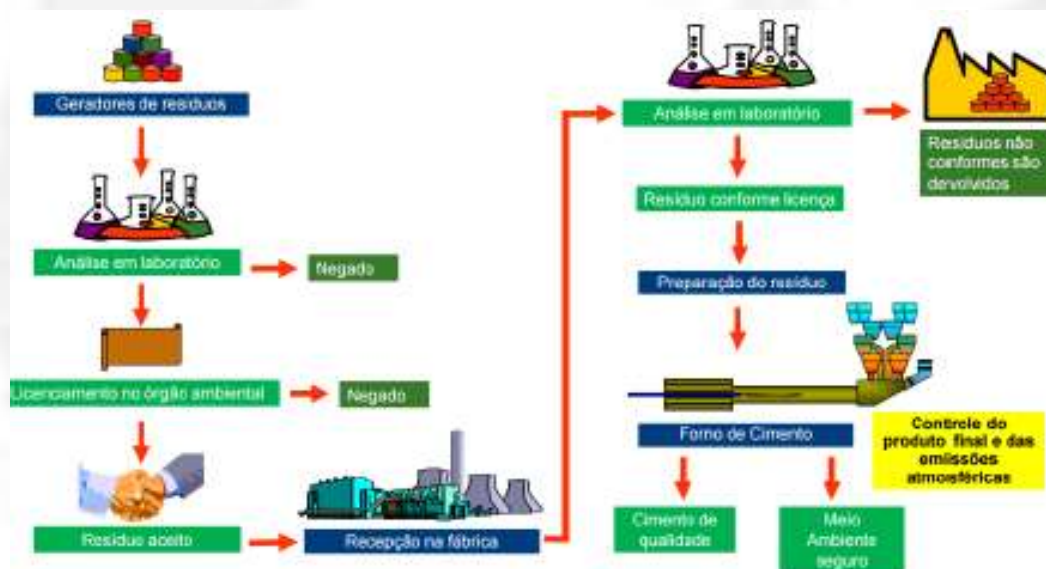 Geradores de resíduos
Análise em laboratório
Negado
Licenciamento no órgão ambiental
Negado
Resíduo aceito
Recepção na fábrica
Análise em laboratório
Resíduos não
conformes são
devolvidos
Resíduo conforme licença
Preparação do resíduo
Forno de Cimento
Controle do
produto final e das
emissões
atmosféricas
Cimento de
qualidade
Meio
Ambiente
seguro